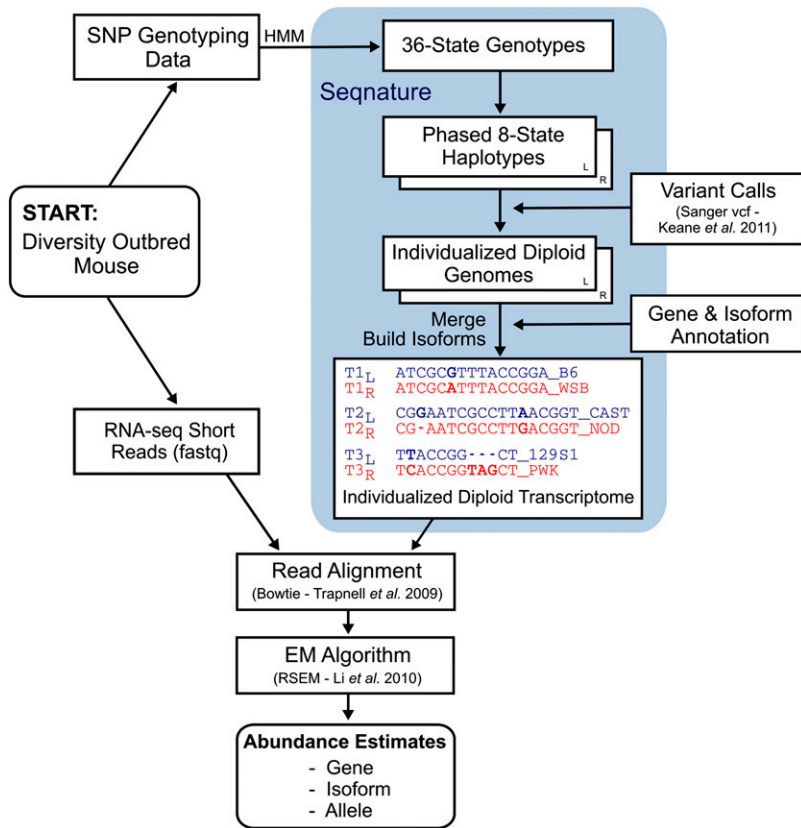 SNP Genotyping
Data
HMM
36-State Genotypes
Seqnature
Phased 8-State
Haplotypes
L
R
START:
Diversity Outbred
Mouse
Variant Calls
(Sanger vcf -
Keane et al. 2011)
Individualized Diploid
Genomes
L
R
Merge
Build Isoforms
Gene & Isoform
Annotation
T1L ATCGCGTTTACCGGA_B6
T1R ATCGCATTTACCGGA_WSB
T2L CGGAATCGCCTTAACGGT_CAST
T2R CG-AATCGCCTTGACGGT_NOD
T3L TTACCGG---CT_129S1
T3R TCACCGGTAGCT_PWK
Individualized Diploid Transcriptome
RNA-seq Short
Reads (fastq)
Read Alignment
(Bowtie - Trapnell et al. 2009)
EM Algorithm
(RSEM - Li et al. 2010)
Abundance Estimates
- Gene
- Isoform
- Allele